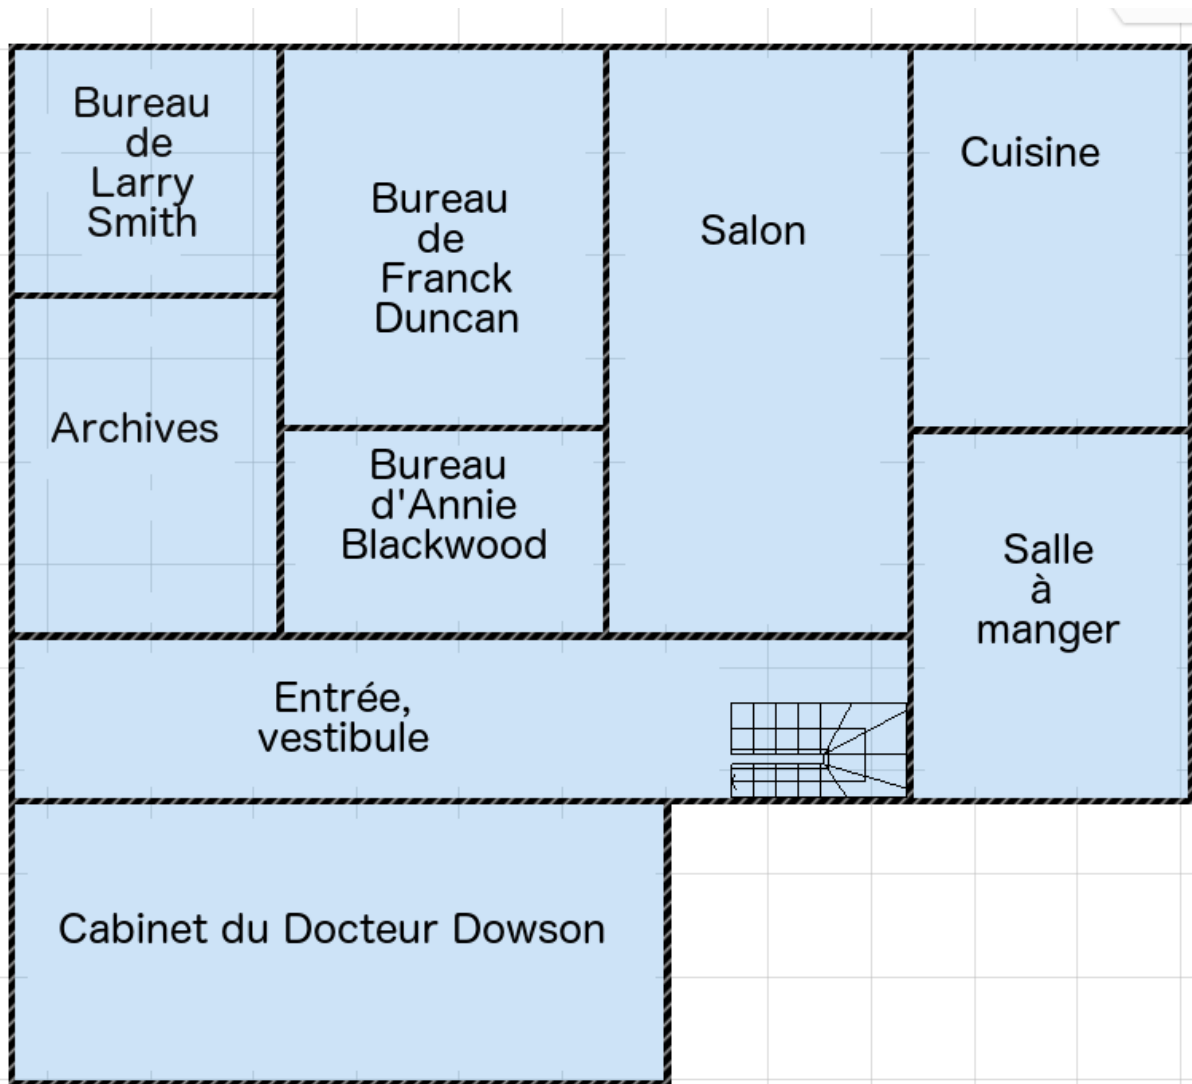 Bureau
de
Larry
Smith
Bureau
de
Franck
Duncan
Salon
Cuisine
Archives
Bureau
d'Annie
Blackwood
Salle
à
manger
Entrée,
vestibule
Cabinet du Docteur Dowson